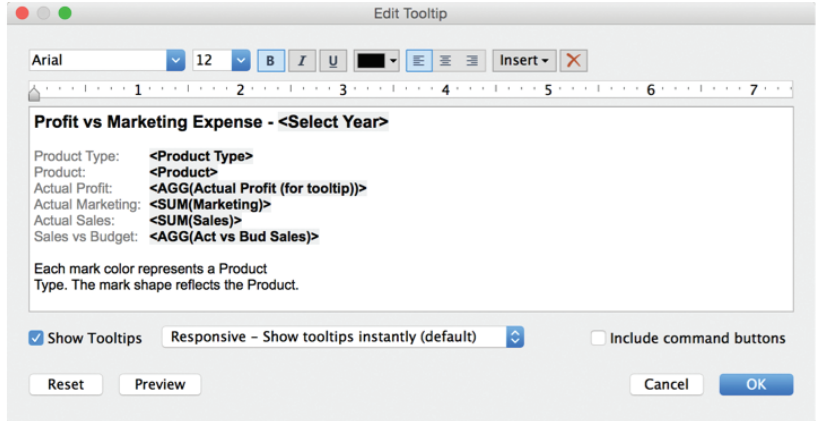 Edit Tooltip
Arial 12 B I U Insert
1 2 3 4 5 6 7
Profit vs Marketing Expense - <Select Year>
Product Type: <Product Type>
Product: <Product>
Actual Profit: <AGG(Actual Profit (for tooltip))>
Actual Marketing: <SUM(Marketing)>
Actual Sales: <SUM(Sales)>
Sales vs Budget: <AGG(Act vs Bud Sales)>
Each mark color represents a Product
Type. The mark shape reflects the Product.
Show Tooltips Responsive – Show tooltips instantly (default) Include command buttons
Reset Preview Cancel OK